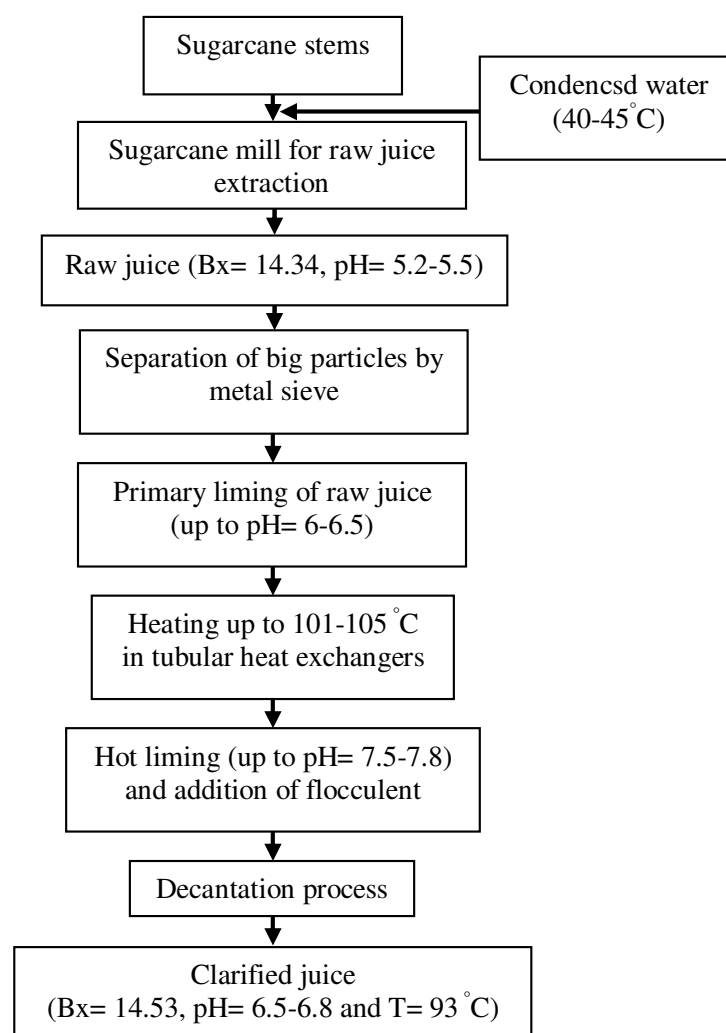 Sugarcane stems
Condencsd water
(40-45°C)
Sugarcane mill for raw juice
extraction
Raw juice (Bx= 14.34, pH= 5.2-5.5)
Separation of big particles by
metal sieve
Primary liming of raw juice
(up to pH= 6-6.5)
Heating up to 101-105 °C
in tubular heat exchangers
Hot liming (up to pH= 7.5-7.8)
and addition of flocculent
Decantation process
Clarified juice
(Bx= 14.53, pH= 6.5-6.8 and T= 93 °C)